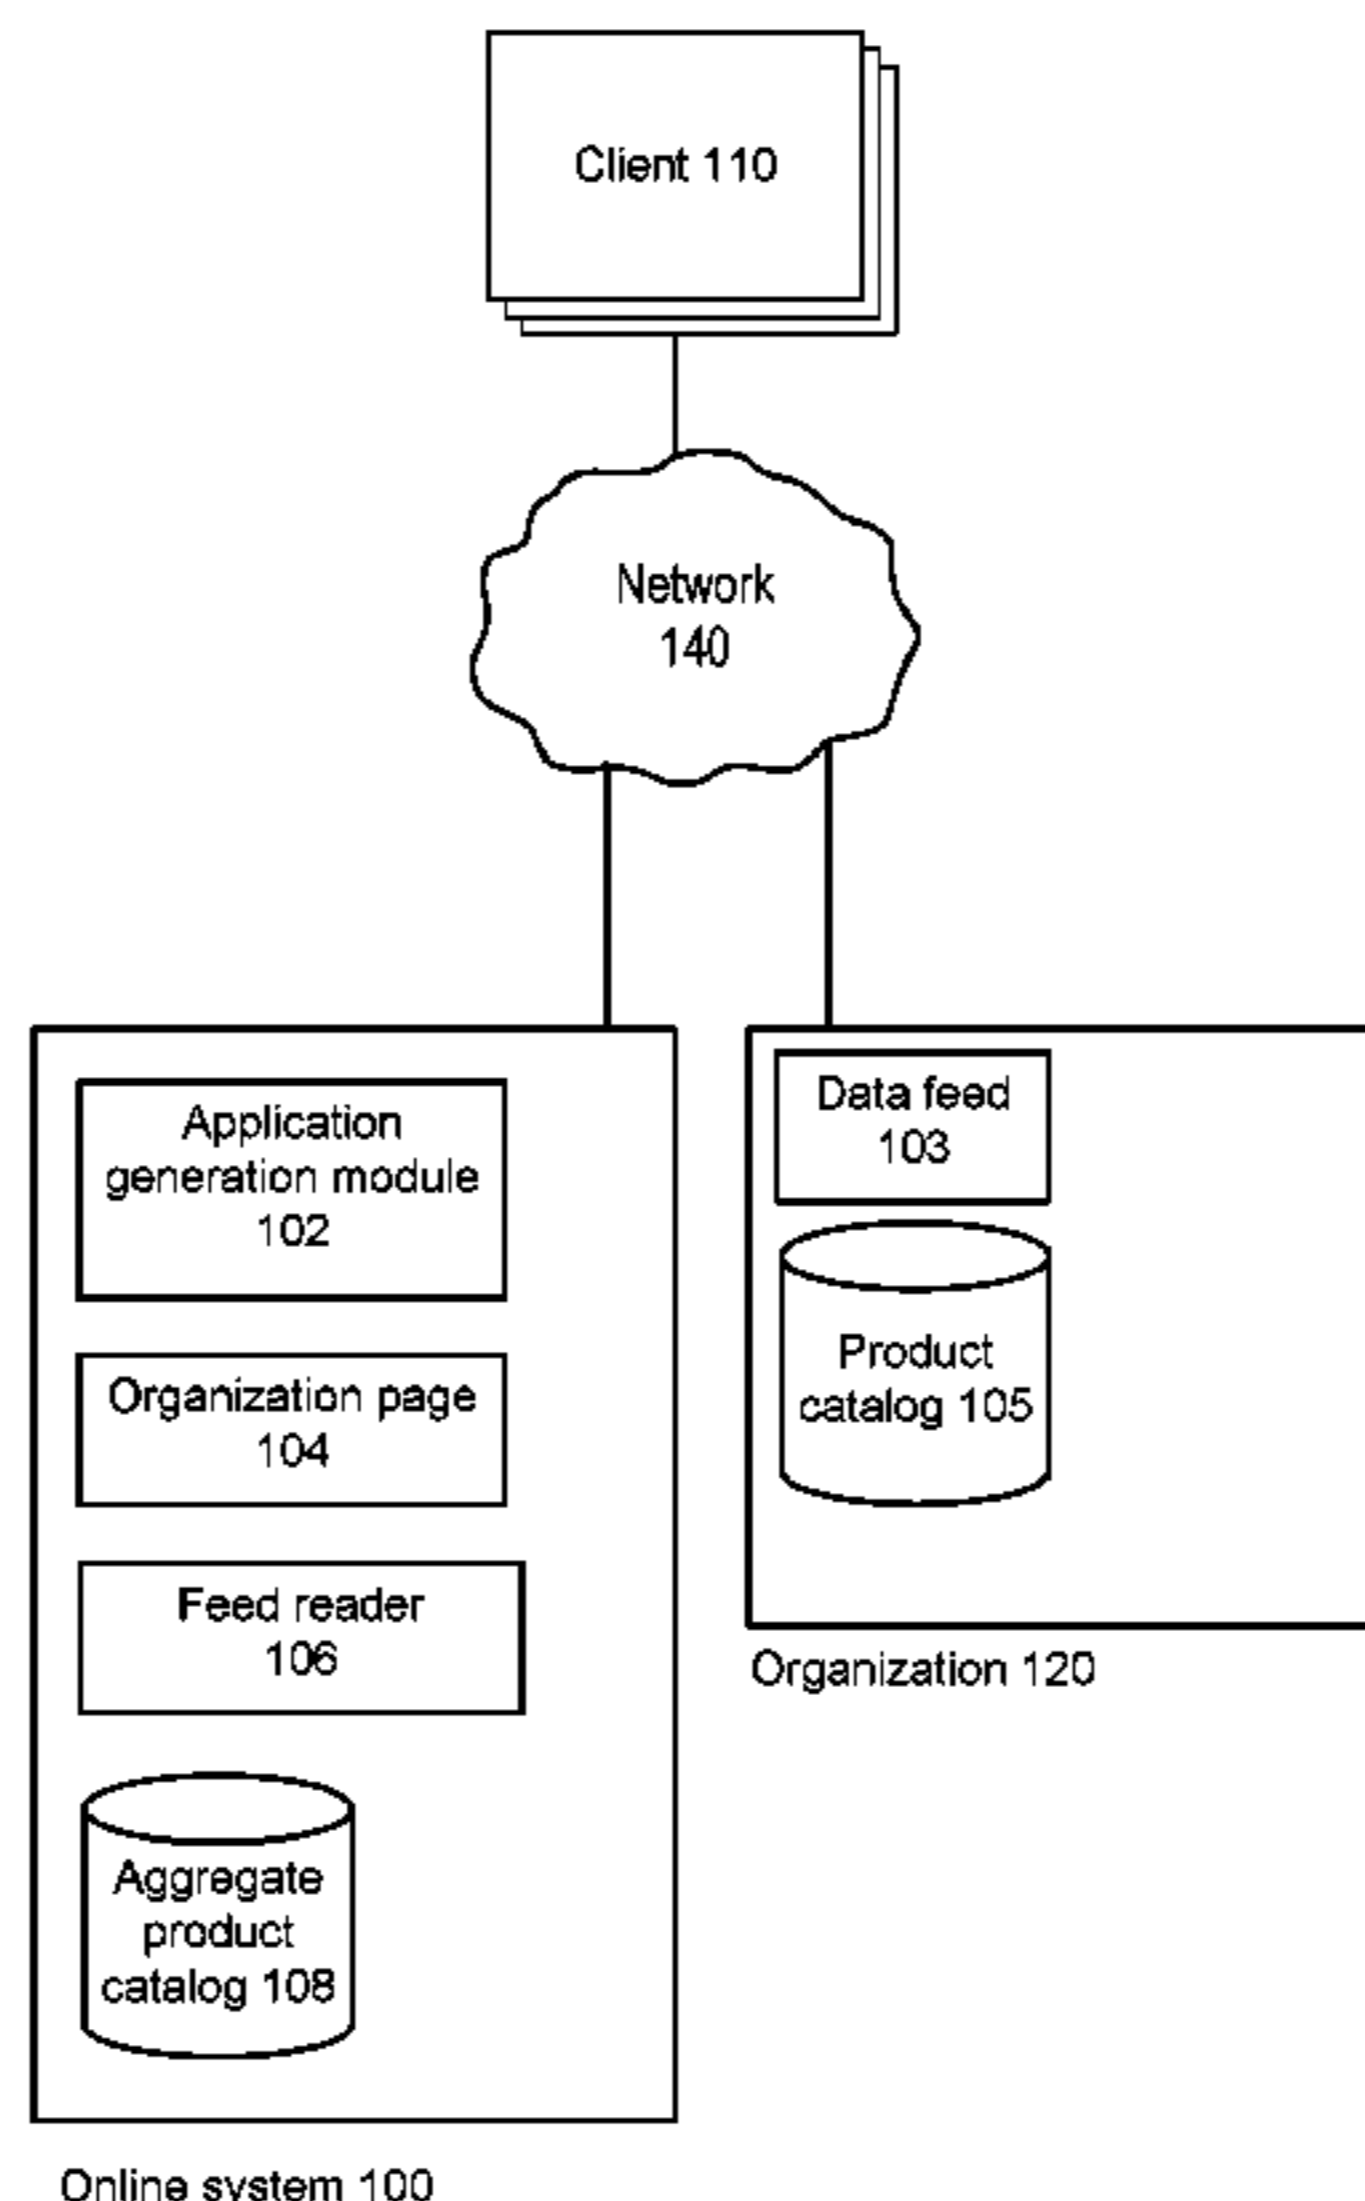 Client 110
Network
140
Application
generation module
102
Organization page
104
Feed reader
106
Aggregate
product
catalog 108
Online system 100
Data feed
103
Product
catalog 105
Organization 120